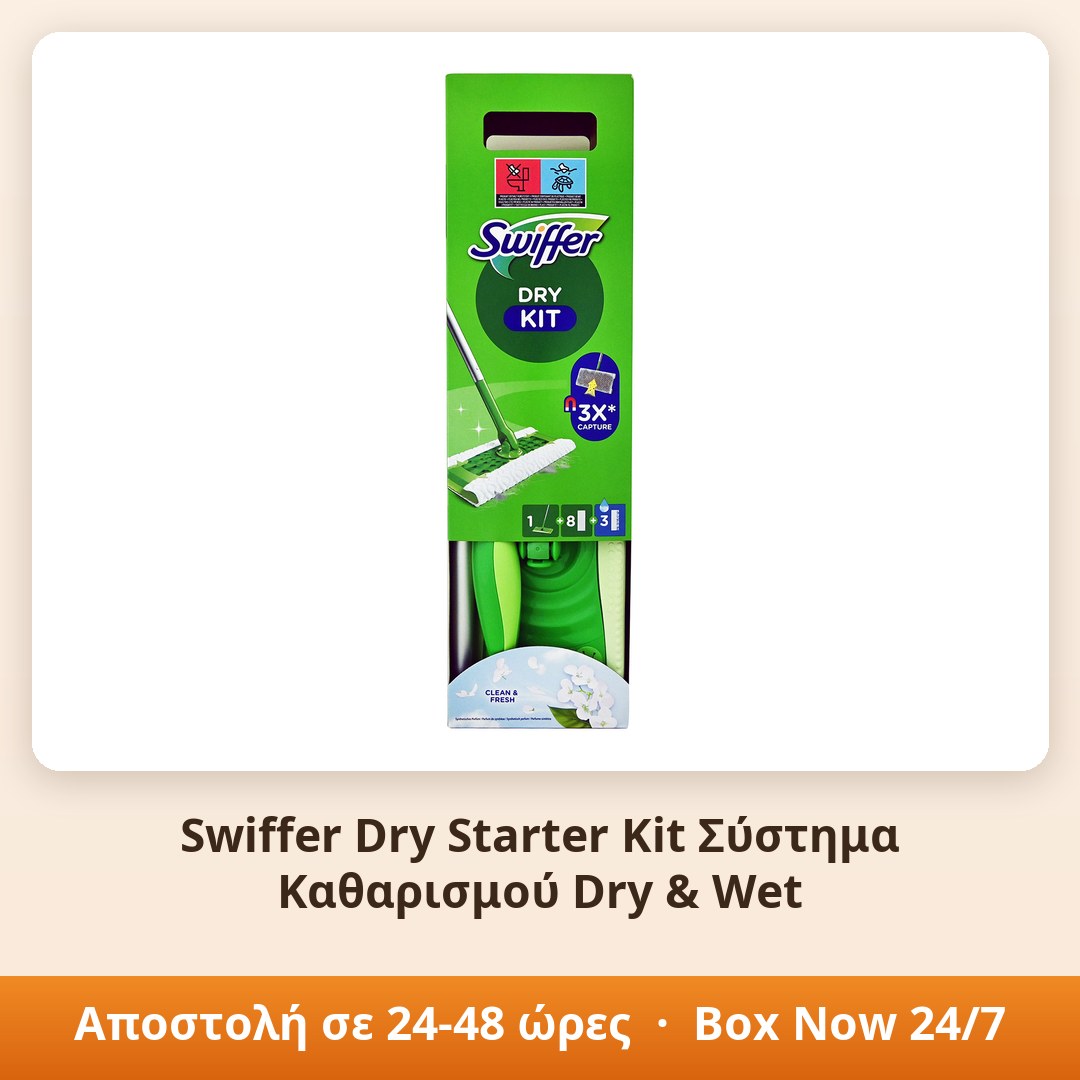 Swiffer
DRY
KIT
3X*
CAPTURE
1 + 8 + 3
CLEAN &
FRESH
Swiffer Dry Starter Kit Σύστημα
Καθαρισμού Dry & Wet
Αποστολή σε 24-48 ώρες · Box Now 24/7